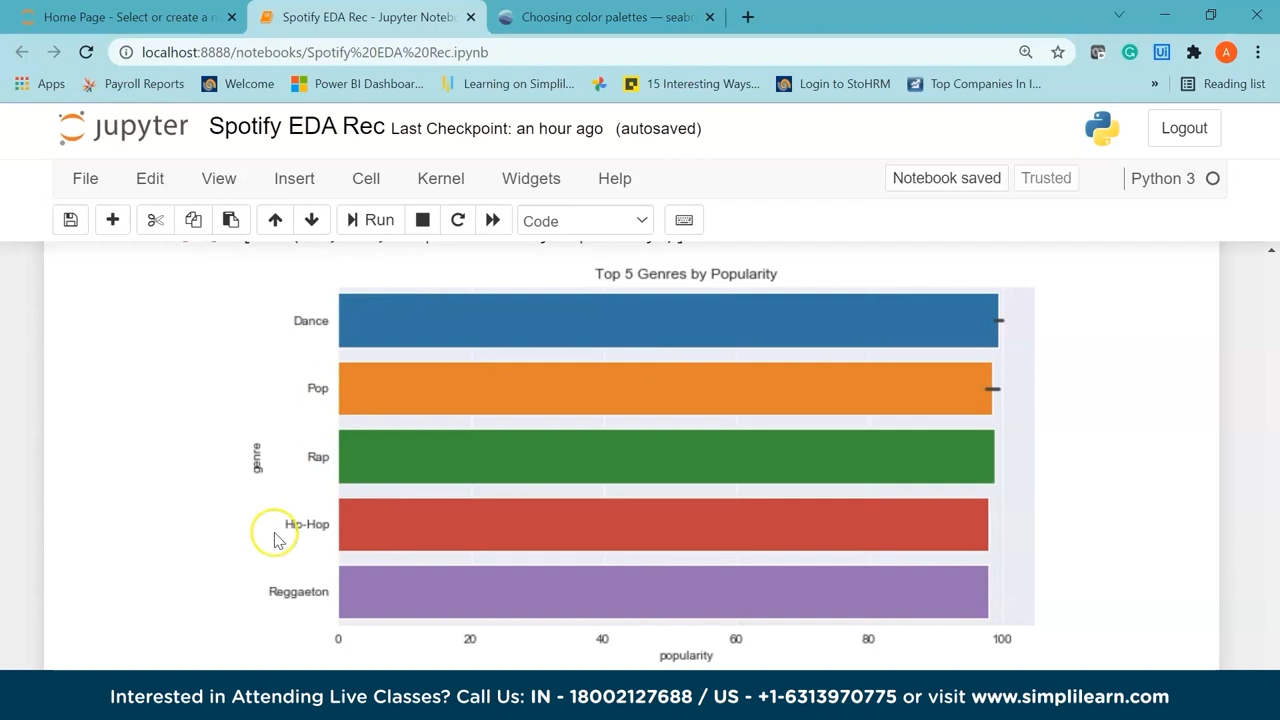 Home Page - Select or create a n
Spotify EDA Rec - Jupyter Notebo
Choosing color palettes — seab
localhost:8888/notebooks/Spotify%20EDA%20Rec.ipynb
A
Apps
Payroll Reports
Welcome
Power BI Dashboar...
Learning on Simplil...
15 Interesting Ways...
Login to StoHRM
Top Companies In I...
»
Reading list
jupyter
Spotify EDA Rec Last Checkpoint: an hour ago (autosaved)
Logout
File Edit View Insert Cell Kernel Widgets Help
Notebook saved
Trusted
Python 3
Run
Code
Top 5 Genres by Popularity
Dance
Pop
Rap
Hip-Hop
Reggaeton
genre
0 20 40 60 80 100
popularity
Interested in Attending Live Classes? Call Us: IN - 18002127688 / US - +1-6313970775 or visit www.simplilearn.com